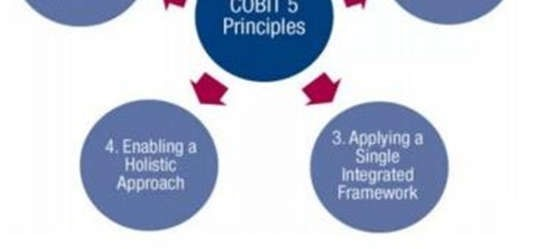 COBIT 5
Principles
4. Enabling a
Holistic
Approach
3. Applying a
Single
Integrated
Framework